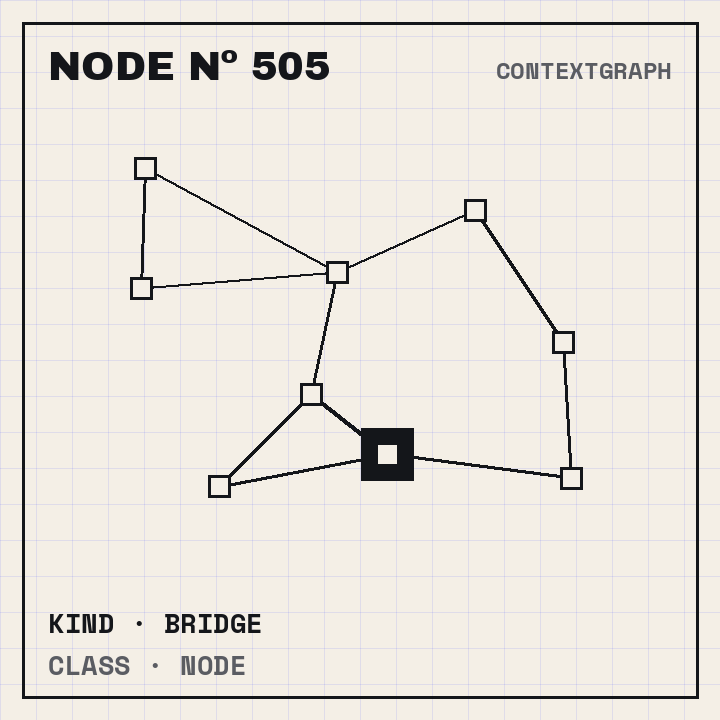 NODE Nº 505
CONTEXTGRAPH
KIND · BRIDGE
CLASS · NODE